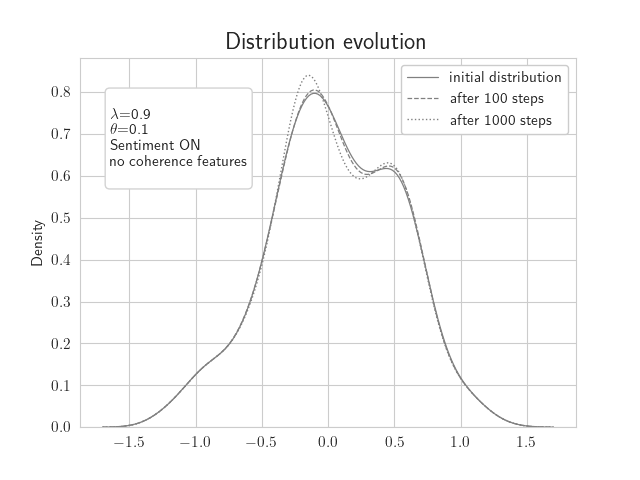 Distribution evolution
initial distribution
after 100 steps
after 1000 steps
λ=0.9
θ=0.1
Sentiment ON
no coherence features
Density
0.8
0.7
0.6
0.5
0.4
0.3
0.2
0.1
0.0
−1.5 −1.0 −0.5 0.0 0.5 1.0 1.5